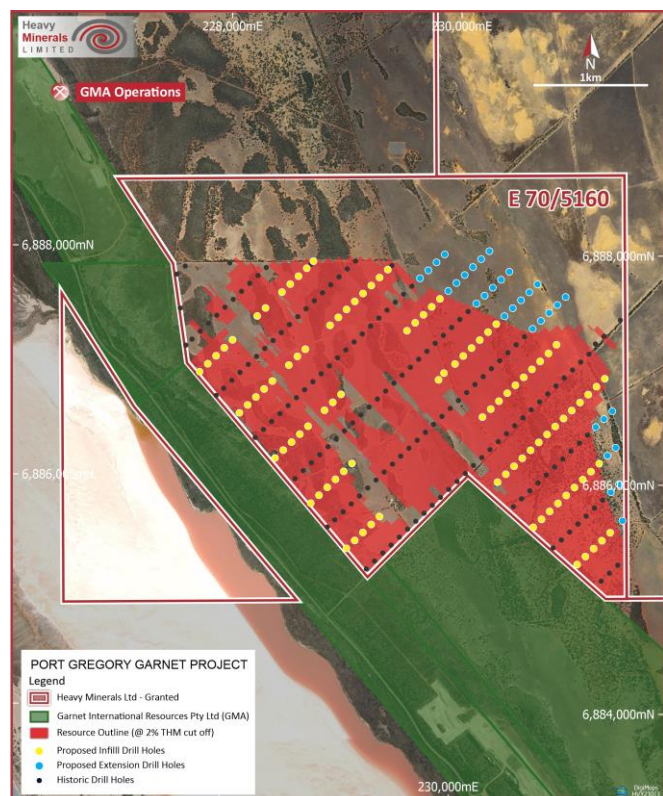 Heavy
Minerals
LIMITED
228,000mE
230,000mE
N
1km
GMA Operations
E 70/5160
6,888,000mN
6,888,000mN
6,886,000mN
6,886,000mN
6,884,000mN
230,000mE
PORT GREGORY GARNET PROJECT
Legend
Heavy Minerals Ltd - Granted
Garnet International Resources Pty Ltd (GMA)
Resource Outline (@ 2% THM cut off)
Proposed Infilll Drill Holes
Proposed Extension Drill Holes
Historic Drill Holes
DigiMaps